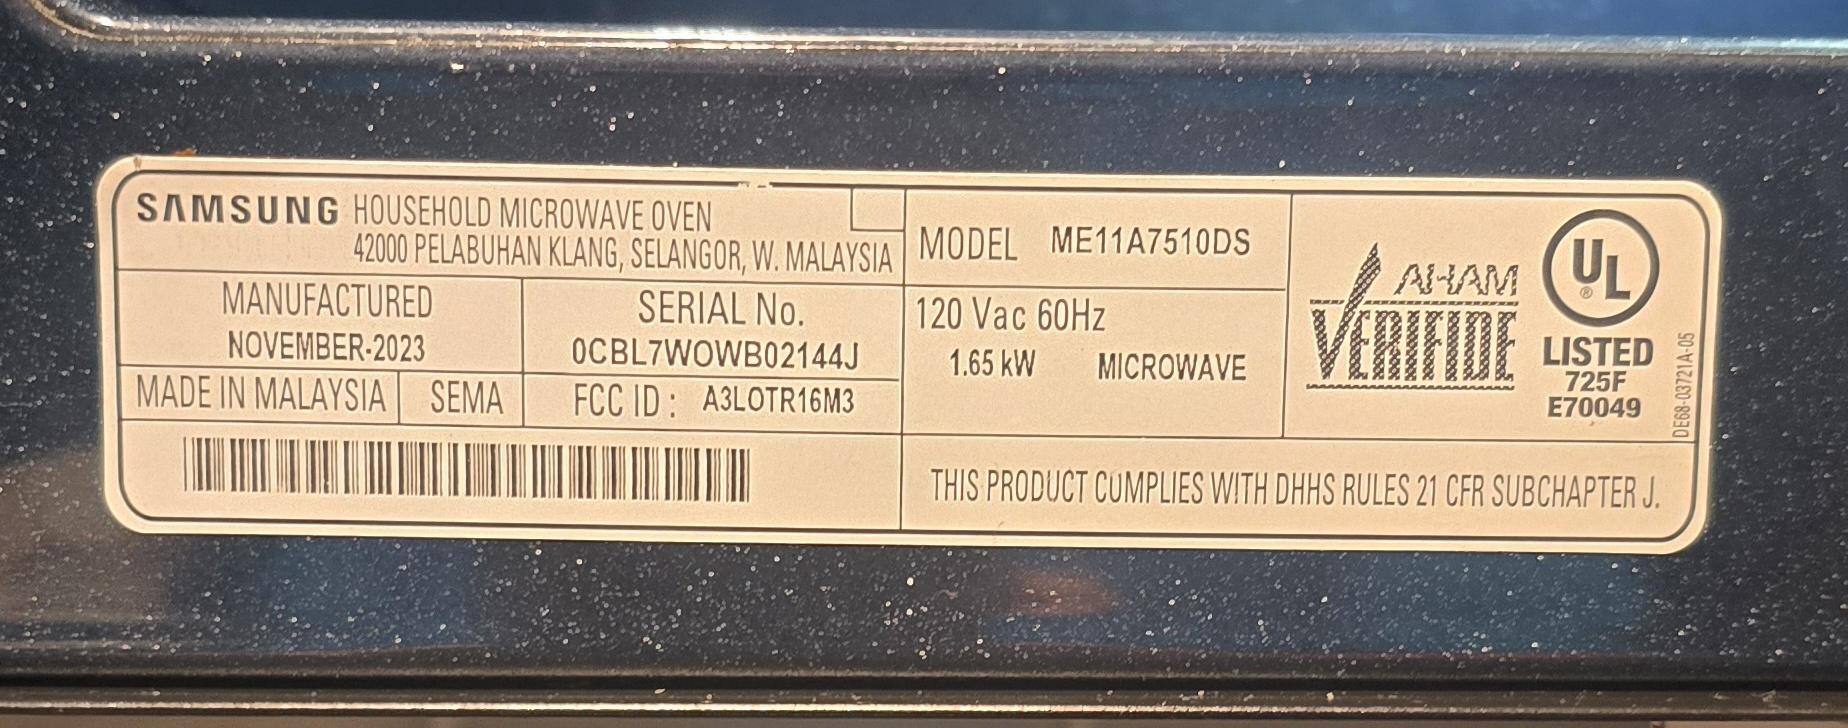 SAMSUNG HOUSEHOLD MICROWAVE OVEN
42000 PELABUHAN KLANG, SELANGOR, W. MALAYSIA
MANUFACTURED
NOVEMBER-2023
SERIAL No.
0CBL7WOWB02144J
MADE IN MALAYSIA
SEMA
FCC ID : A3LOTR16M3
MODEL ME11A7510DS
120 Vac 60Hz
1.65 kW MICROWAVE
AHAM
VERIFIDE
UL
®
LISTED
725F
E70049
DE68-03721A-05
THIS PRODUCT COMPLIES WITH DHHS RULES 21 CFR SUBCHAPTER J.